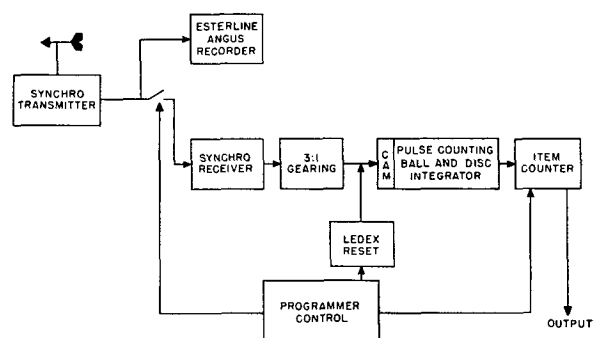 ESTERLINE
ANGUS
RECORDER
SYNCHRO
TRANSMITTER
SYNCHRO
RECEIVER
3:1
GEARING
CAM
PULSE COUNTING
BALL AND DISC
INTEGRATOR
ITEM
COUNTER
LEDEX
RESET
PROGRAMMER
CONTROL
OUTPUT